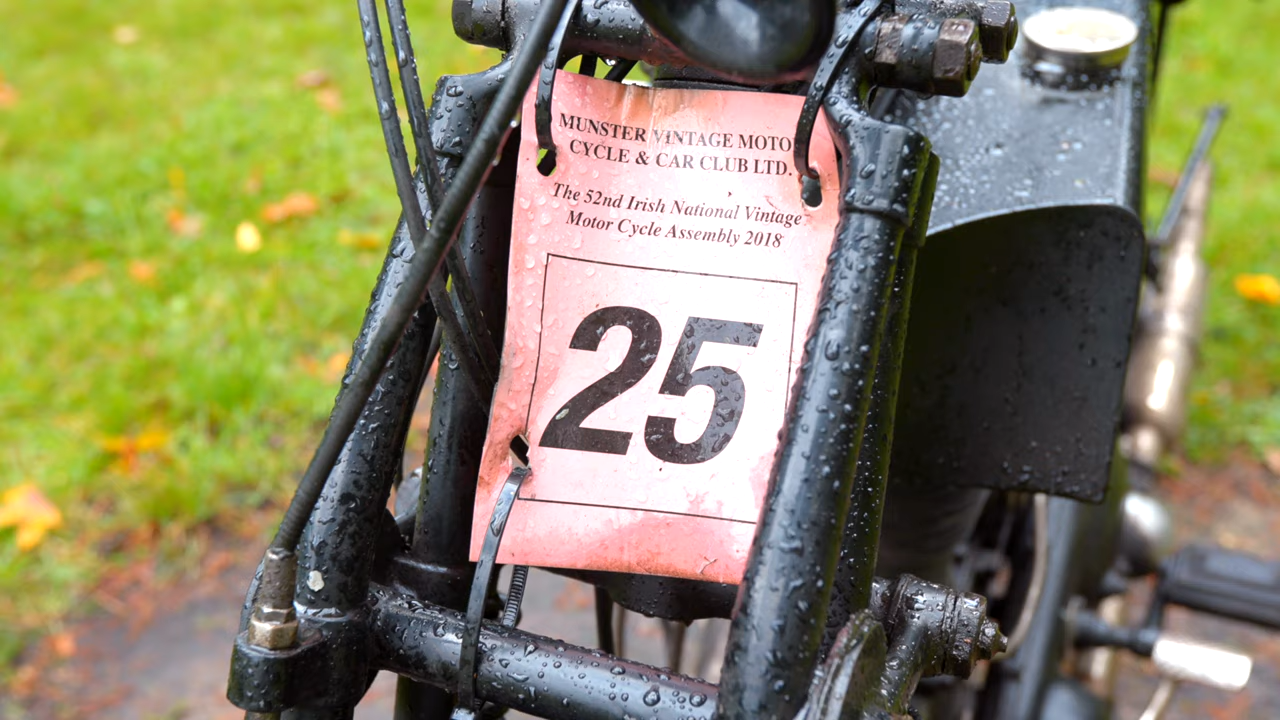 MUNSTER VINTAGE MOTO
CYCLE & CAR CLUB LTD.
The 52nd Irish National Vintage
Motor Cycle Assembly 2018
25